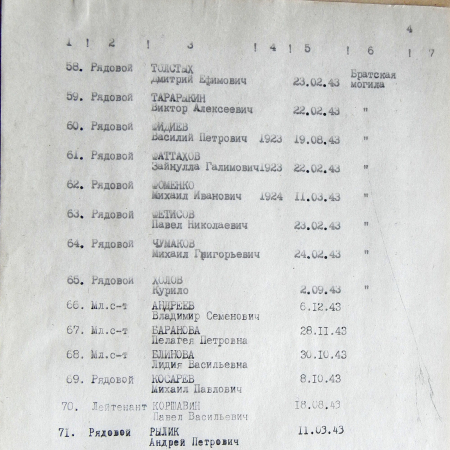 4
1 ! 2 ! 3 ! 4 ! 5 ! 6 ! 7
58. Рядовой ТОЛСТЫХ Братская
Дмитрий Ефимович 23.02.43 могила
59. Рядовой ТАРАРЫКИН
Виктор Алексеевич 22.02.43 "
60. Рядовой ФИДИЕВ
Василий Петрович 1923 19.08.43 "
61. Рядовой ФАТТАХОВ
Зайнулла Галимович 1923 22.02.43 "
62. Рядовой ФОМЕНКО
Михаил Иванович 1924 11.03.43 "
63. Рядовой ФЕТИСОВ
Павел Николаевич 23.02.43 "
64. Рядовой ЧУМАКОВ
Михаил Григорьевич 24.02.43 "
65. Рядовой ХОЛОВ
Курило 2.09.43 "
66. Мл.с-т АНДРЕЕВ 6.12.43
Владимир Семенович
67. Мл.с-т БАРАНОВА 28.11.43
Пелагея Петровна
68. Мл.с-т БЛИНОВА 30.10.43
Лидия Васильевна
69. Рядовой КОСАРЕВ 8.10.43
Михаил Павлович
70. Лейтенант КОРШАВИН 18.08.43
Павел Васильевич
71. Рядовой РЫЛИК 11.03.43
Андрей Петрович